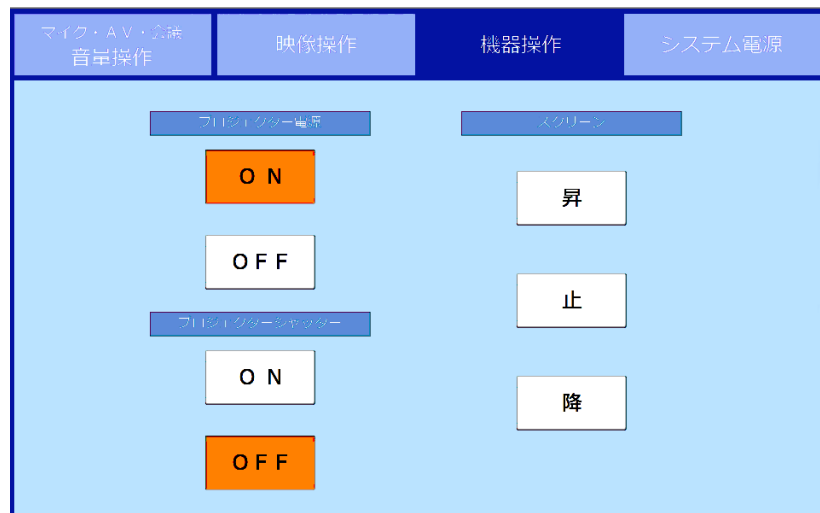 マイク・AV・会議
音量操作
映像操作
機器操作
システム電源
プロジェクター電源
ON
OFF
プロジェクターシャッター
ON
OFF
スクリーン
昇
止
降